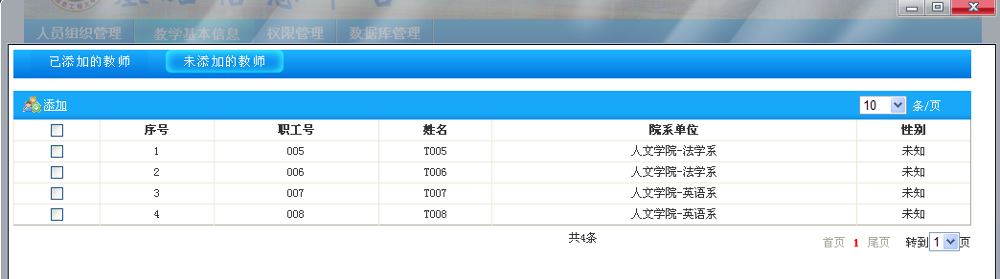 人员组织管理 教学基本信息 权限管理 数据库管理
已添加的教师 未添加的教师
添加 10 条/页
序号 职工号 姓名 院系单位 性别
1 005 T005 人文学院-法学系 未知
2 006 T006 人文学院-法学系 未知
3 007 T007 人文学院-英语系 未知
4 008 T008 人文学院-英语系 未知
共4条 首页 1 尾页 转到 1 页